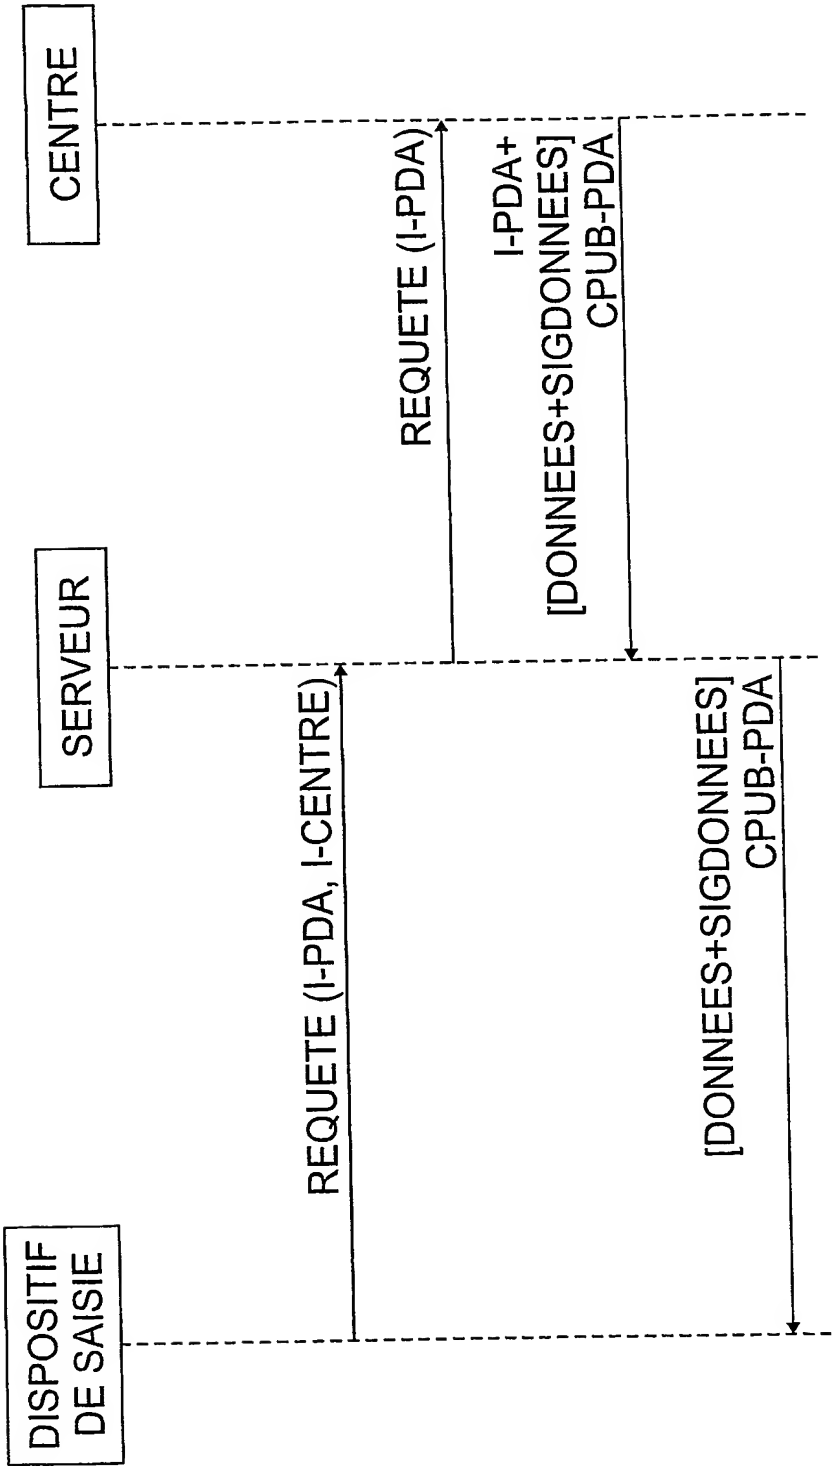 DISPOSITIF
DE SAISIE
SERVEUR
CENTRE
REQUETE (I-PDA, I-CENTRE)
REQUETE (I-PDA)
I-PDA+
[DONNEES+SIGDONNEES]
CPUB-PDA
[DONNEES+SIGDONNEES]
CPUB-PDA